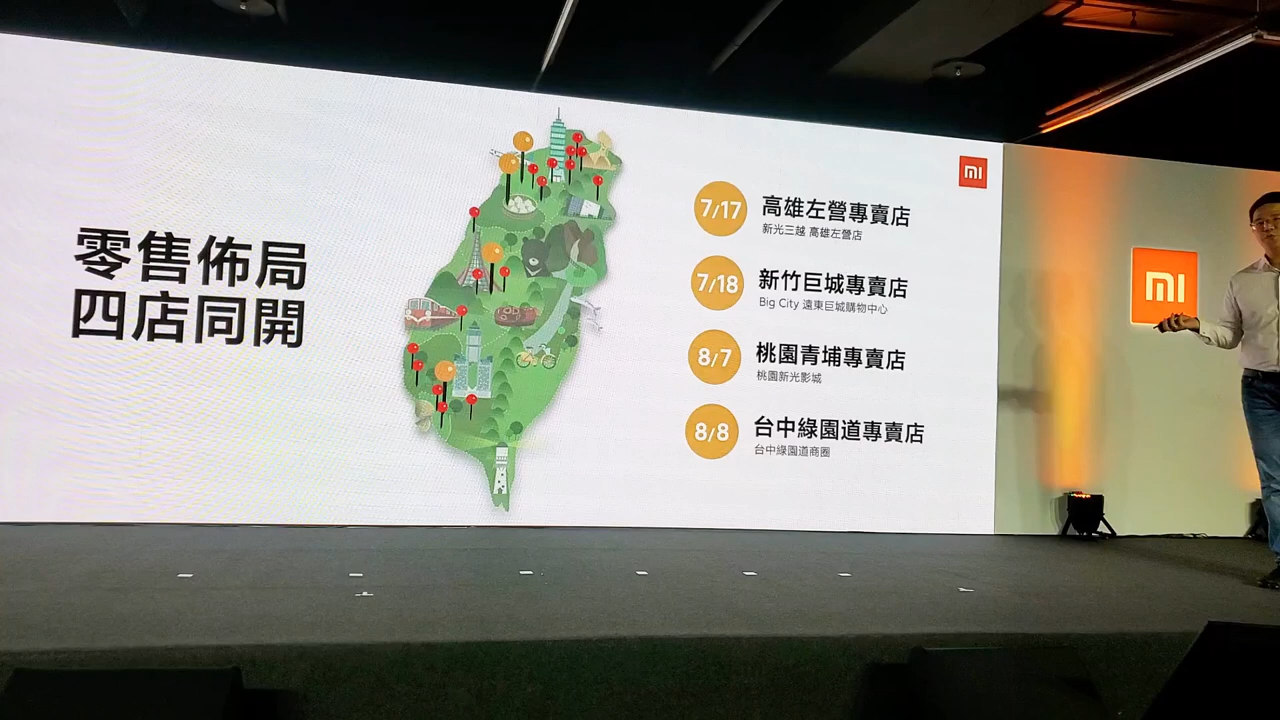 零售佈局
四店同開
7/17
高雄左營專賣店
新光三越 高雄左營店
7/18
新竹巨城專賣店
Big City 遠東巨城購物中心
8/7
桃園青埔專賣店
桃園新光影城
8/8
台中綠園道專賣店
台中綠園道商圈
mi
mi